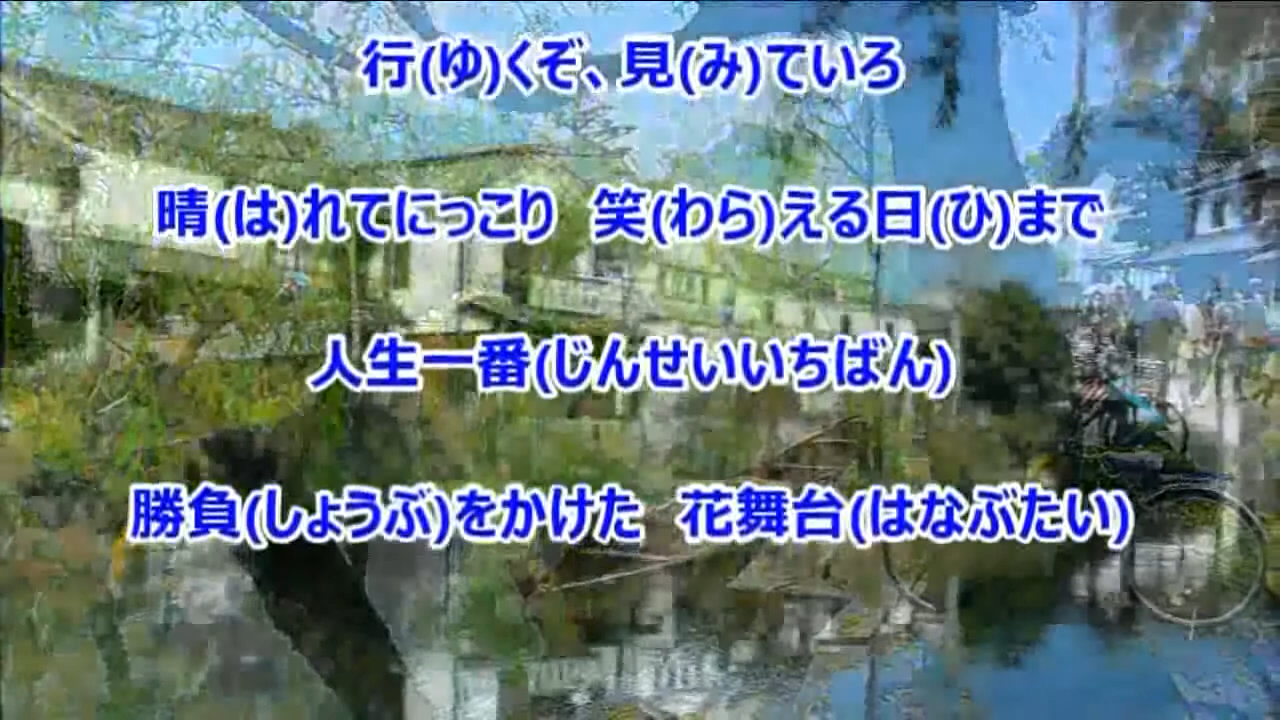 行(ゆ)くぞ、見(み)ていろ
晴(は)れてにっこり　笑(わら)える日(ひ)まで
人生一番(じんせいいちばん)
勝負(しょうぶ)をかけた　花舞台(はなぶたい)